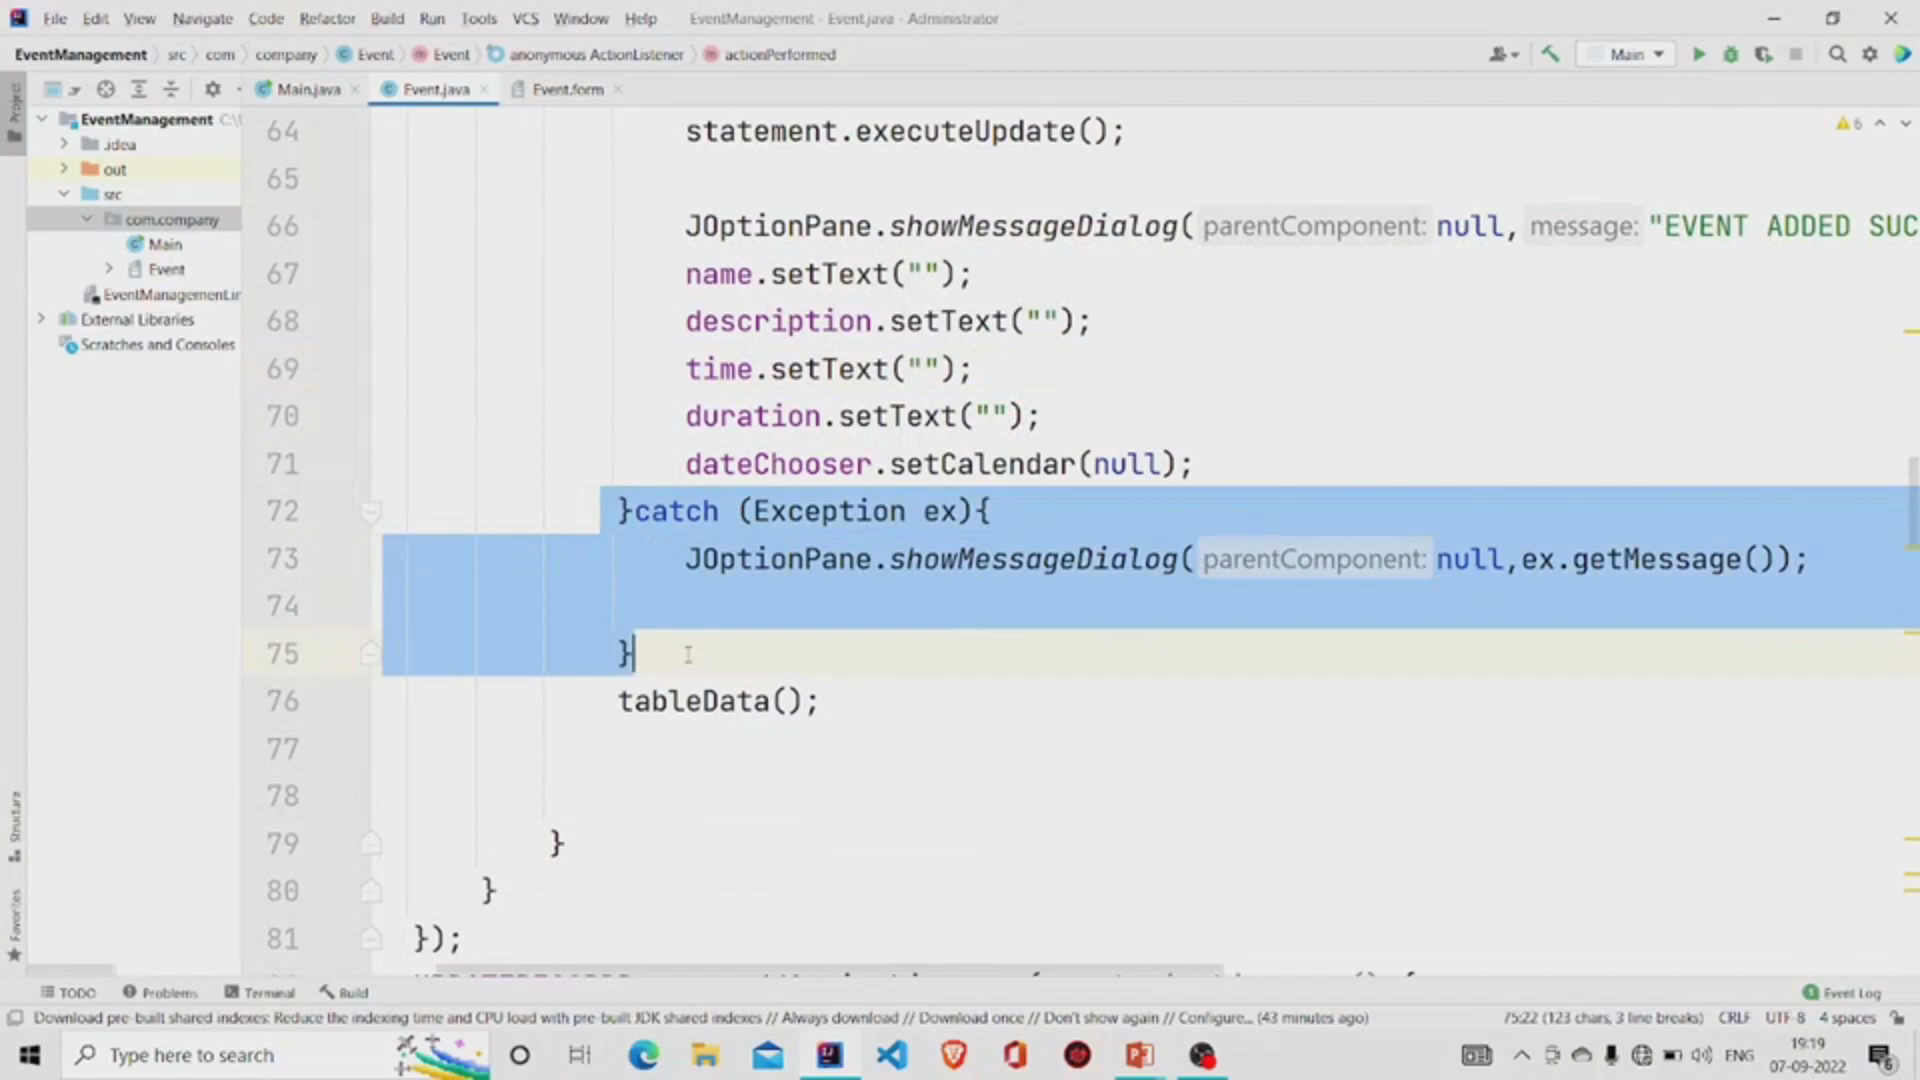 File Edit View Navigate Code Refactor Build Run Tools VCS Window Help EventManagement - Event.java - Administrator
EventManagement src com company Event Event anonymous ActionListener actionPerformed Main
Project
Main.java Event.java Event.form
EventManagement C:\
.idea
out
src
com.company
Main
Event
External Libraries
Scratches and Consoles
6
64 statement.executeUpdate();
65
66 JOptionPane.showMessageDialog( parentComponent: null, message: "EVENT ADDED SUC
67 name.setText("");
68 description.setText("");
69 time.setText("");
70 duration.setText("");
71 dateChooser.setCalendar(null);
72 }catch (Exception ex){
73 JOptionPane.showMessageDialog( parentComponent: null,ex.getMessage());
74
75 }
76 tableData();
77
78
79 }
80 }
81 });
Structure
Favorites
TODO Problems Terminal Build Event Log
Download pre-built shared indexes: Reduce the indexing time and CPU load with pre-built JDK shared indexes // Always download // Download once // Don't show again // Configure... (43 minutes ago) 75:22 (123 chars, 3 line breaks) CRLF UTF-8 4 spaces
Type here to search
ENG
19:19
07-09-2022
6